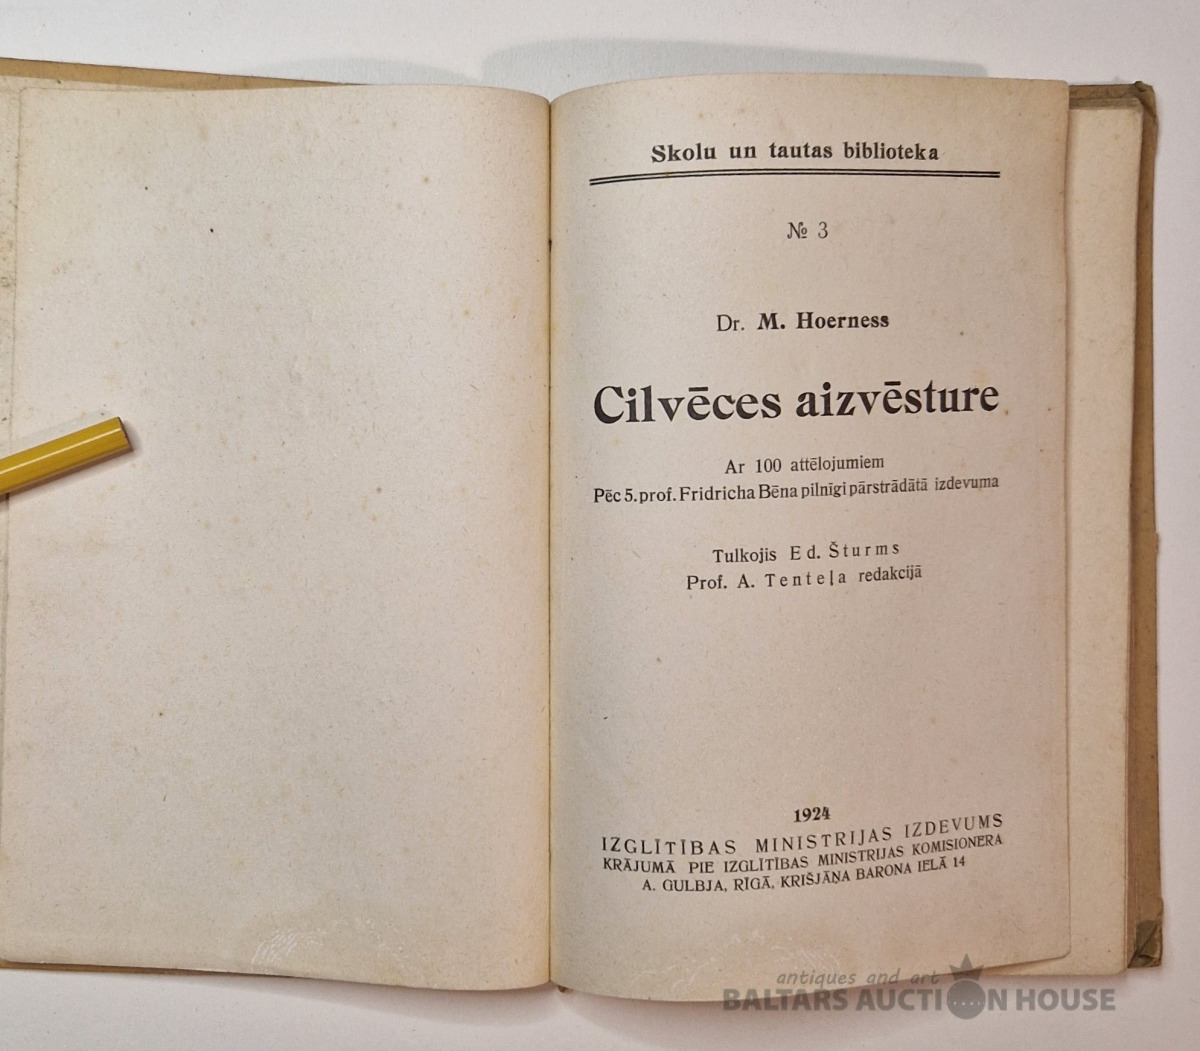 Skolu un tautas biblioteka
№ 3
Dr. M. Hoerness
Cilvēces aizvēsture
Ar 100 attēlojumiem
Pēc 5. prof. Fridricha Bēna pilnīgi pārstrādātā izdevuma
Tulkojis Ed. Šturms
Prof. A. Tenteļa redakcijā
1924
IZGLĪTĪBAS MINISTRIJAS IZDEVUMS
KRĀJUMĀ PIE IZGLĪTĪBAS MINISTRIJAS KOMISIONERA
A. GULBJA, RĪGĀ, KRIŠJĀŅA BARONA IELĀ 14
antiques and art
BALTARS AUCTION HOUSE